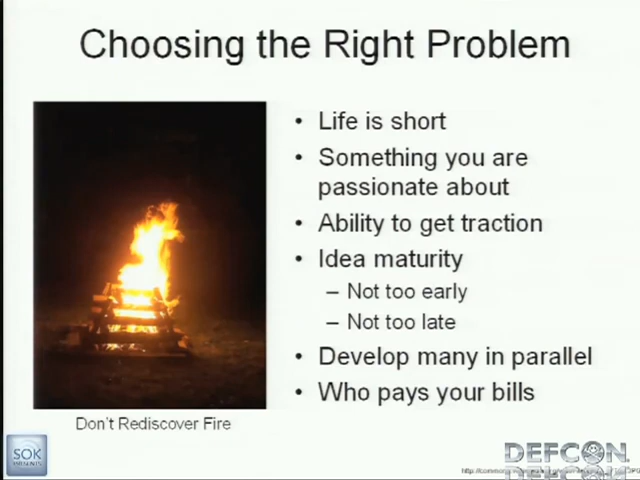 Choosing the Right Problem
• Life is short
• Something you are
passionate about
• Ability to get traction
• Idea maturity
– Not too early
– Not too late
• Develop many in parallel
• Who pays your bills
Don't Rediscover Fire
SOK
PRESENTS
DEFCON